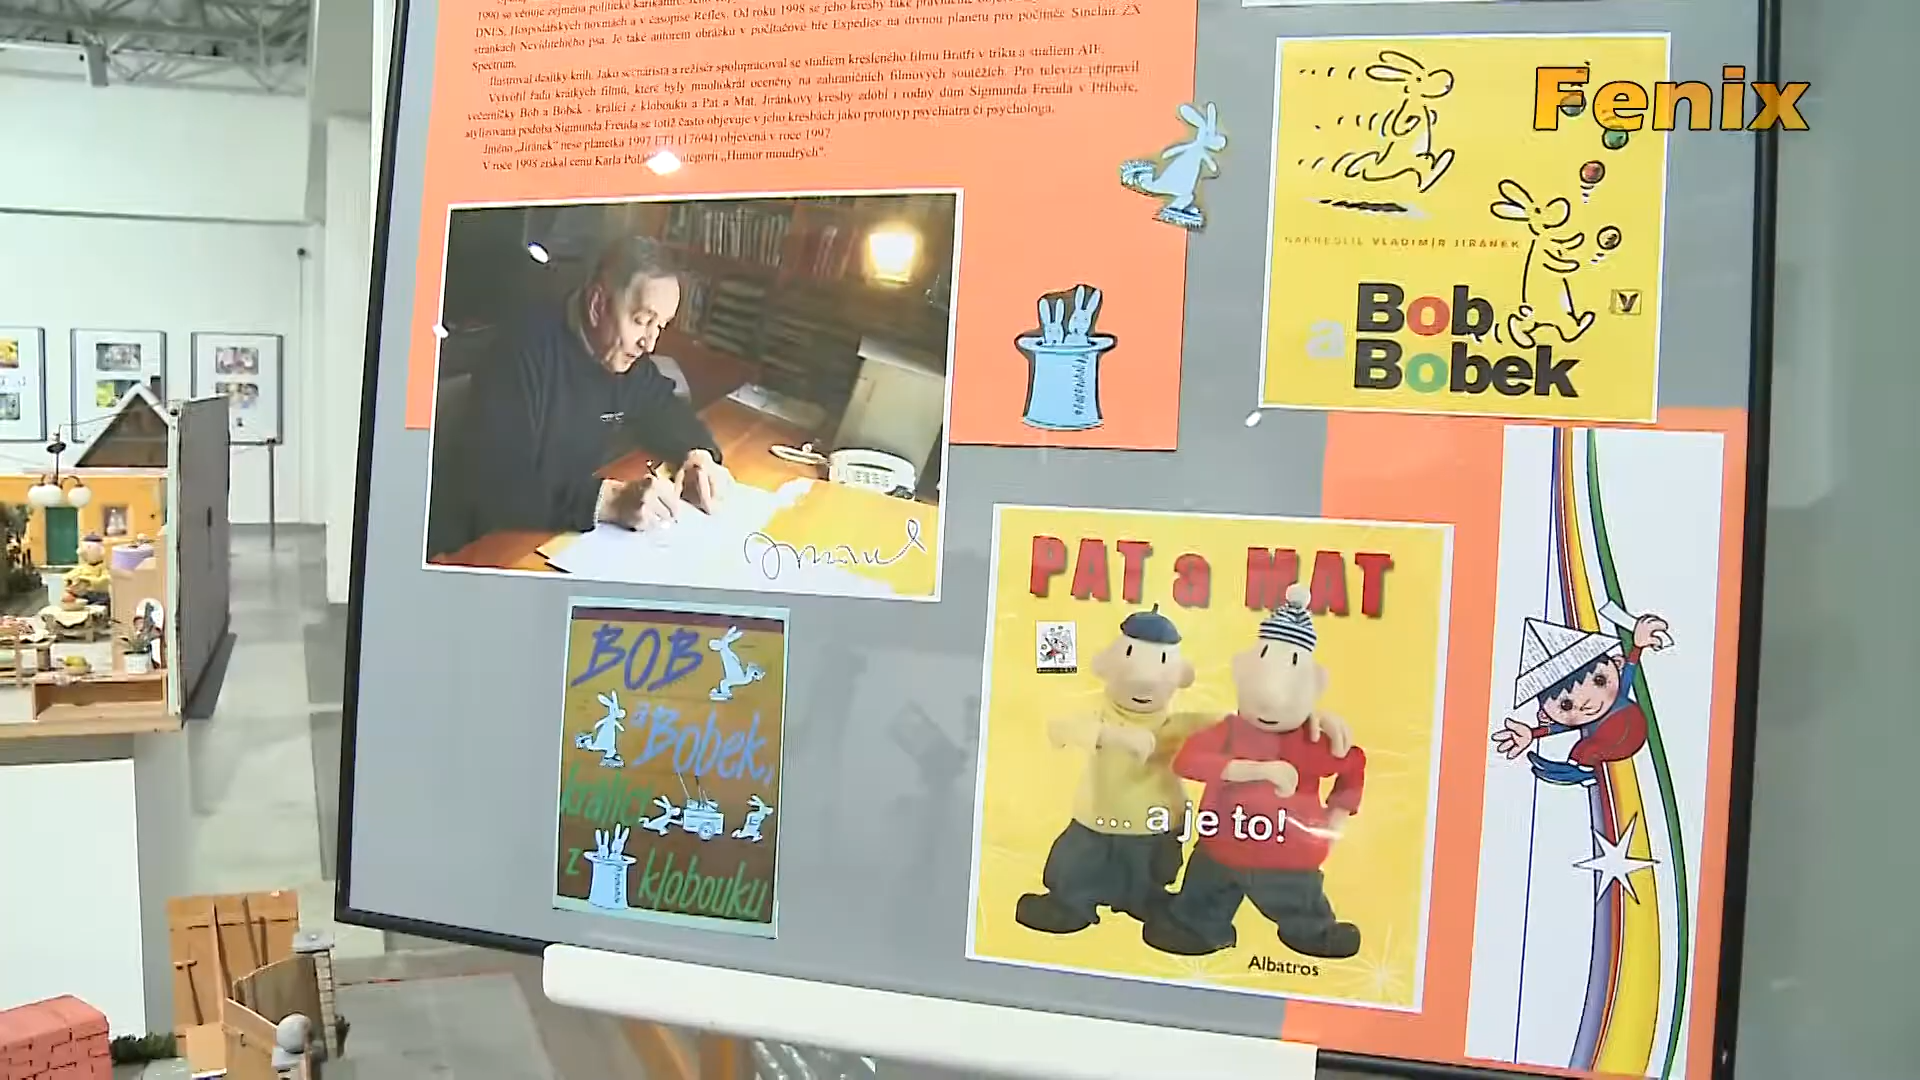 1990 se věnuje zejména politické karikatuře.
DNES, Hospodářských novinách a v časopise Reflex. Od roku 1998 se jeho kresby také pravidelně
stránkách Neviditelného psa. Je také autorem obrázků v počítačové hře Expedice na divnou planetu pro počítače Sinclair ZX
Spectrum.
Ilustroval desítky knih. Jako scénárista a režisér spolupracoval se studiem kresleného filmu Bratři v triku a studiem AIF.
Vytvořil řadu krátkých filmů, které byly mnohokrát oceněny na zahraničních filmových soutěžích. Pro televizi připravil
večerníčky Bob a Bobek - králíci z klobouku a Pat a Mat. Jiránkovy kresby zdobí i rodný dům Sigmunda Freuda v Příboře,
stylizovaná podoba Sigmunda Freuda se totiž často objevuje v jeho kresbách jako prototyp psychiatra či psychologa.
Jméno „Jiránek" nese planetka 1997 ET1 (17694) objevená v roce 1997.
V roce 1998 získal cenu Karla kategorii „Humor moudrých".
Fenix
NAKRESLIL VLADIMÍR JIRÁNEK
Bob
a Bobek
V
PAT a MAT
... a je to!
Albatros
BOB
a Bobek,
králíci
z klobouku